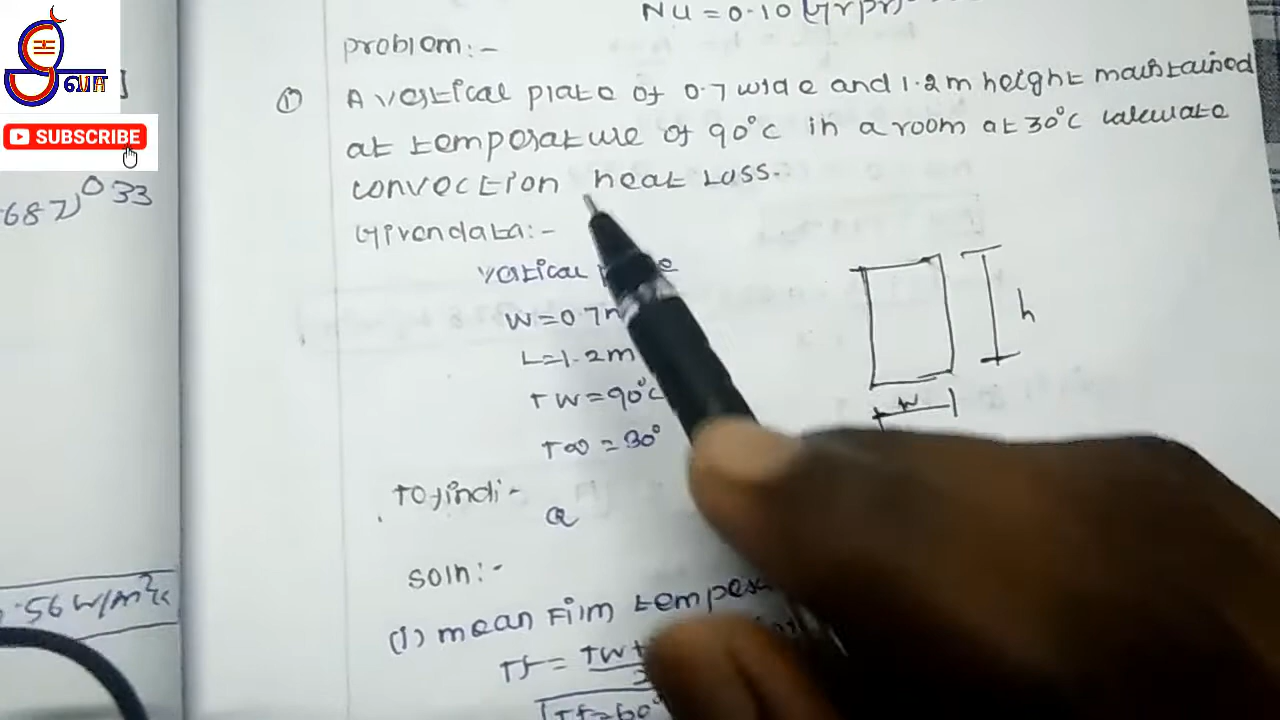 Nu = 0.10 (GrPr)
problem:-
① A vertical plate of 0.7 wide and 1.2m height maintained
at temperature of 90°C in a room at 30°C calculate
convection heat Loss.
Given data:-
vertical
W=0.7m
L=1.2m
TW=90°C
T∞=30°
h
W
To find:-
Q
Soln:-
(1) mean Film
Tf = TW+
Tf=60°
687)0.33
.56 W/m²K
சிவா
SUBSCRIBE